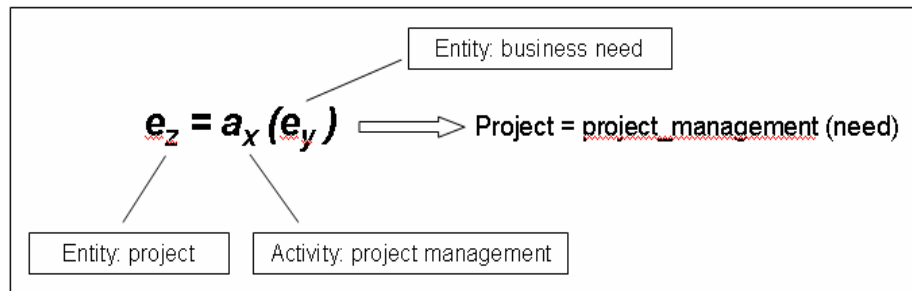 Entity: business need
e_z = a_x (e_y) Project = project_management (need)
Entity: project Activity: project management